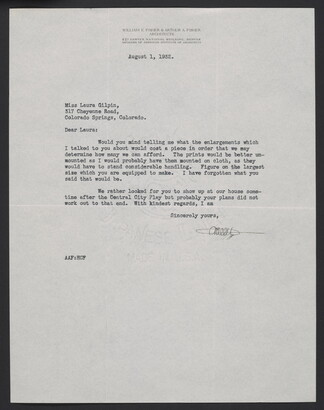 WILLIAM E. FISHER & ARTHUR A. FISHER
ARCHITECTS
August 1, 1932.
Miss Laura Gilpin,
317 Cheyenne Road,
Colorado Springs, Colorado.
Dear Laura:
Would you mind telling me what the enlargements which
I talked to you about would cost a piece in order that we may
determine how many we can afford. The prints would be better un-
mounted as I would probably have them mounted on cloth, as they
would have to stand considerable handling. Figure on the largest
size which you are equipped to make. I have forgotten what you
said that would be.
We rather looked for you to show up at our house some-
time after the Central City Play but probably your plans did not
work out to that end. With kindest regards, I am
Sincerely yours,